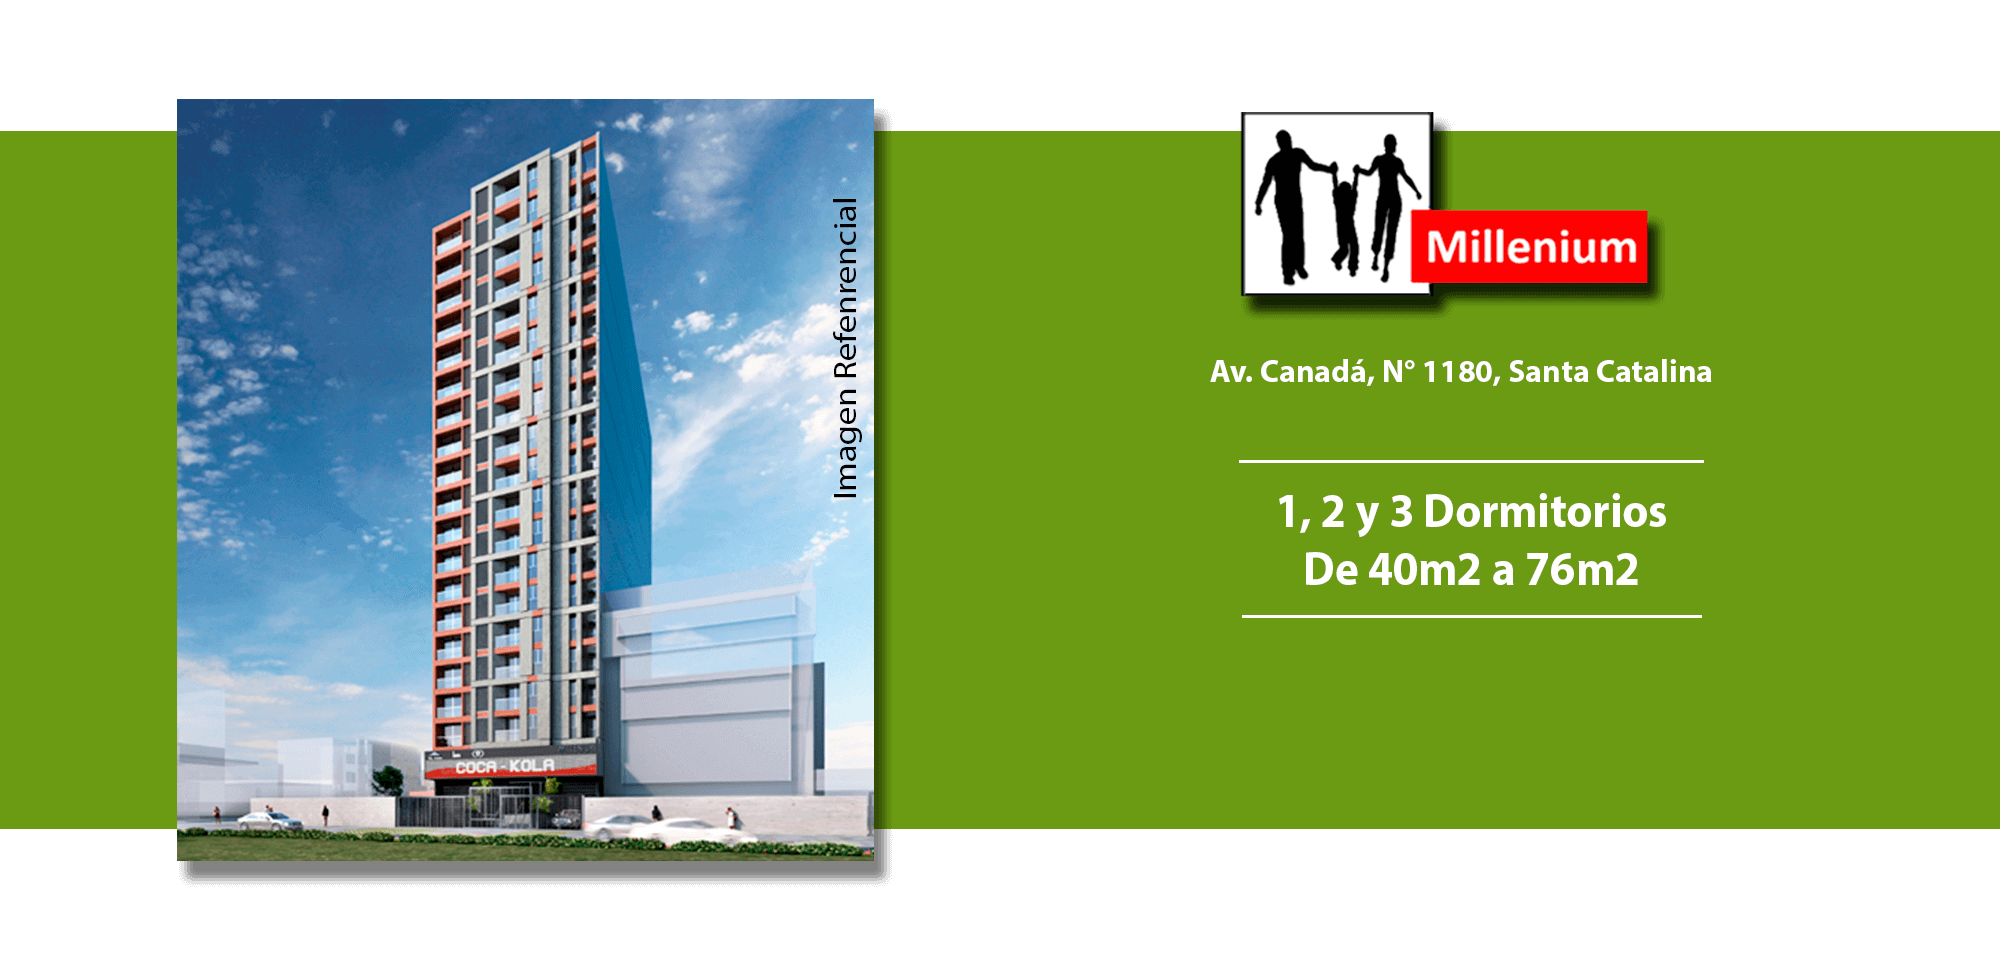 Imagen Refenrencial
COCA - KOLA
Millenium
Av. Canadá, N° 1180, Santa Catalina
1, 2 y 3 Dormitorios
De 40m2 a 76m2